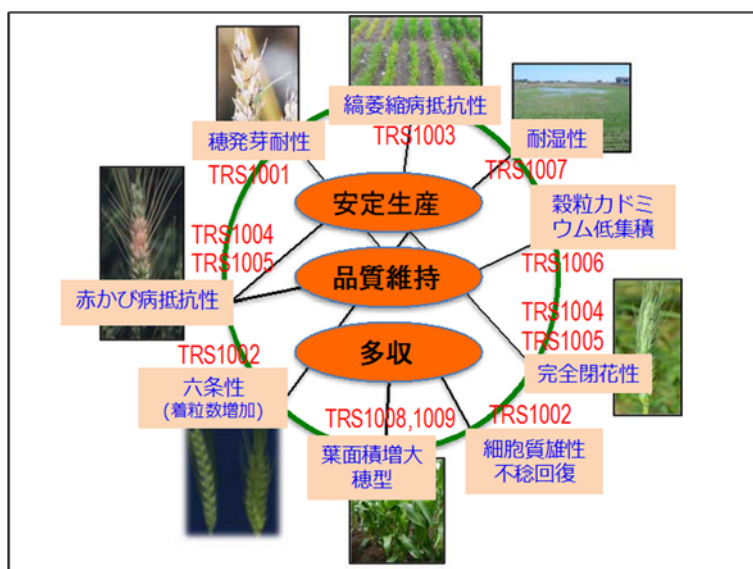 縞萎縮病抵抗性
TRS1003
穂発芽耐性
TRS1001
耐湿性
TRS1007
安定生産
穀粒カドミ
ウム低集積
TRS1006
TRS1004
TRS1005
赤かび病抵抗性
品質維持
TRS1004
TRS1005
完全閉花性
多収
TRS1002
六条性
(着粒数増加)
TRS1008,1009
葉面積増大
穂型
TRS1002
細胞質雄性
不稔回復